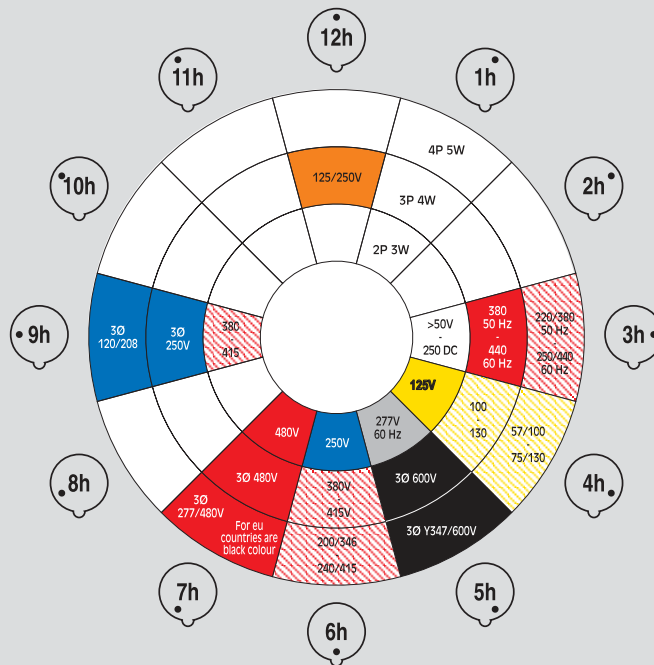 12h
11h
1h
4P 5W
125/250V
3P 4W
10h
2h
2P 3W
9h
3Ø
120/208
3Ø
250V
380
-
415
>50V
-
250 DC
380
50 Hz
-
440
60 Hz
220/380
50 Hz
-
250/440
60 Hz
3h
125V
100
-
130
57/100
-
75/130
480V
250V
277V
60 Hz
8h
4h
3Ø
277/480V
3Ø 480V
380V
-
415V
3Ø 600V
For eu
countries are
black colour
200/346
-
240/415
3Ø Y347/600V
7h
5h
6h